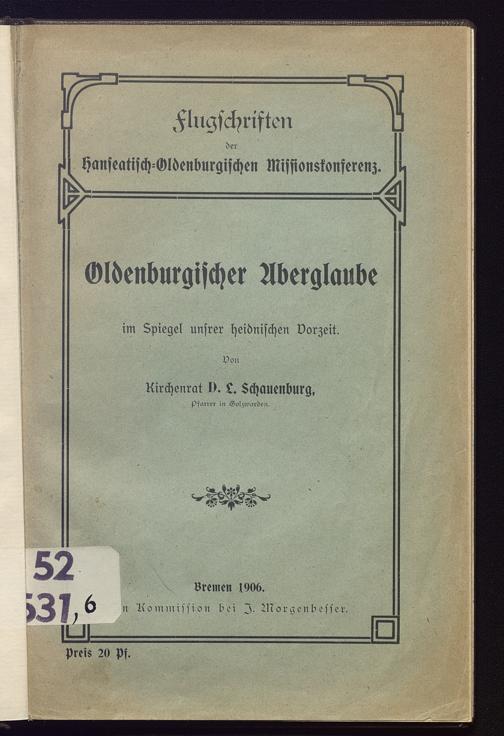 Flugschriften
der
Hanseatisch-Oldenburgischen Missionskonferenz.
Oldenburgischer Aberglaube
im Spiegel unsrer heidnischen Vorzeit.
Von
Kirchenrat D. L. Schauenburg,
Pfarrer in Golzwarden.
52
531,6
Bremen 1906.
n Kommission bei J. Morgenbesser.
Preis 20 Pf.